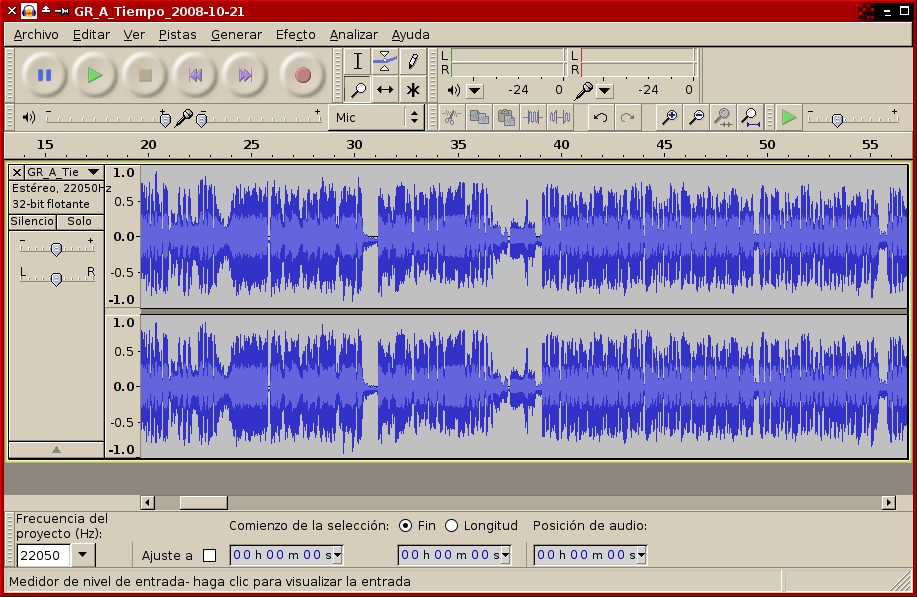 GR_A_Tiempo_2008-10-21
Archivo Editar Ver Pistas Generar Efecto Analizar Ayuda
L
R
-24 0
L
R
-24 0
Mic
15 20 25 30 35 40 45 50 55
GR_A_Tie
Estéreo, 22050Hz
32-bit flotante
Silencio Solo
- +
L R
1.0
0.5
0.0
-0.5
-1.0
1.0
0.5
0.0
-0.5
-1.0
Frecuencia del
proyecto (Hz):
22050
Comienzo de la selección: Fin Longitud Posición de audio:
Ajuste a 00 h 00 m 00 s 00 h 00 m 00 s 00 h 00 m 00 s
Medidor de nivel de entrada- haga clic para visualizar la entrada